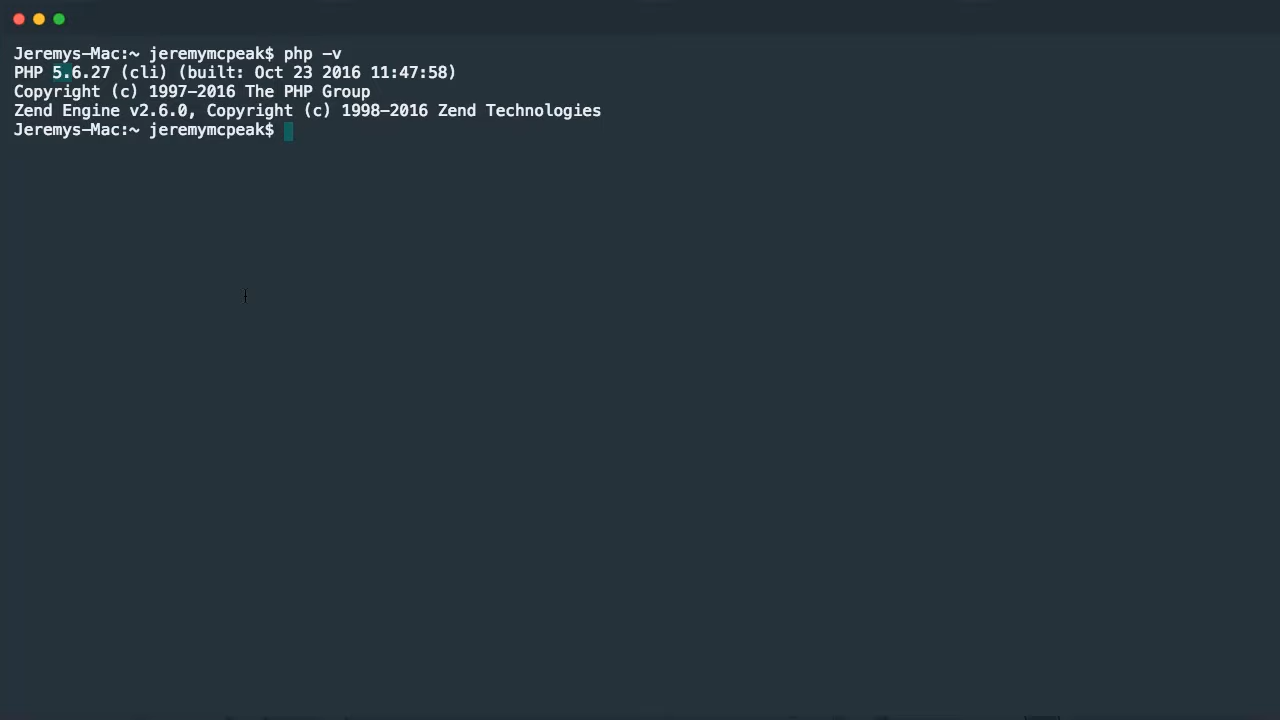 Jeremys-Mac:~ jeremymcpeak$ php -v
PHP 5.6.27 (cli) (built: Oct 23 2016 11:47:58)
Copyright (c) 1997-2016 The PHP Group
Zend Engine v2.6.0, Copyright (c) 1998-2016 Zend Technologies
Jeremys-Mac:~ jeremymcpeak$